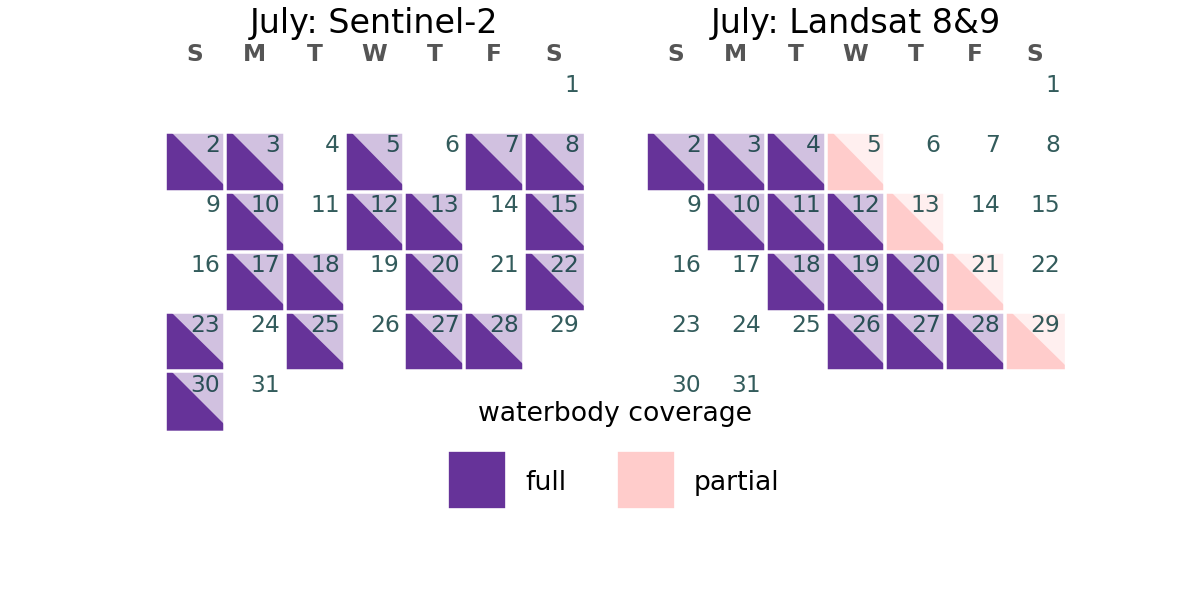 July: Sentinel-2
S M T W T F S
1
2 3 4 5 6 7 8
9 10 11 12 13 14 15
16 17 18 19 20 21 22
23 24 25 26 27 28 29
30 31
July: Landsat 8&9
S M T W T F S
1
2 3 4 5 6 7 8
9 10 11 12 13 14 15
16 17 18 19 20 21 22
23 24 25 26 27 28 29
30 31
waterbody coverage
full partial